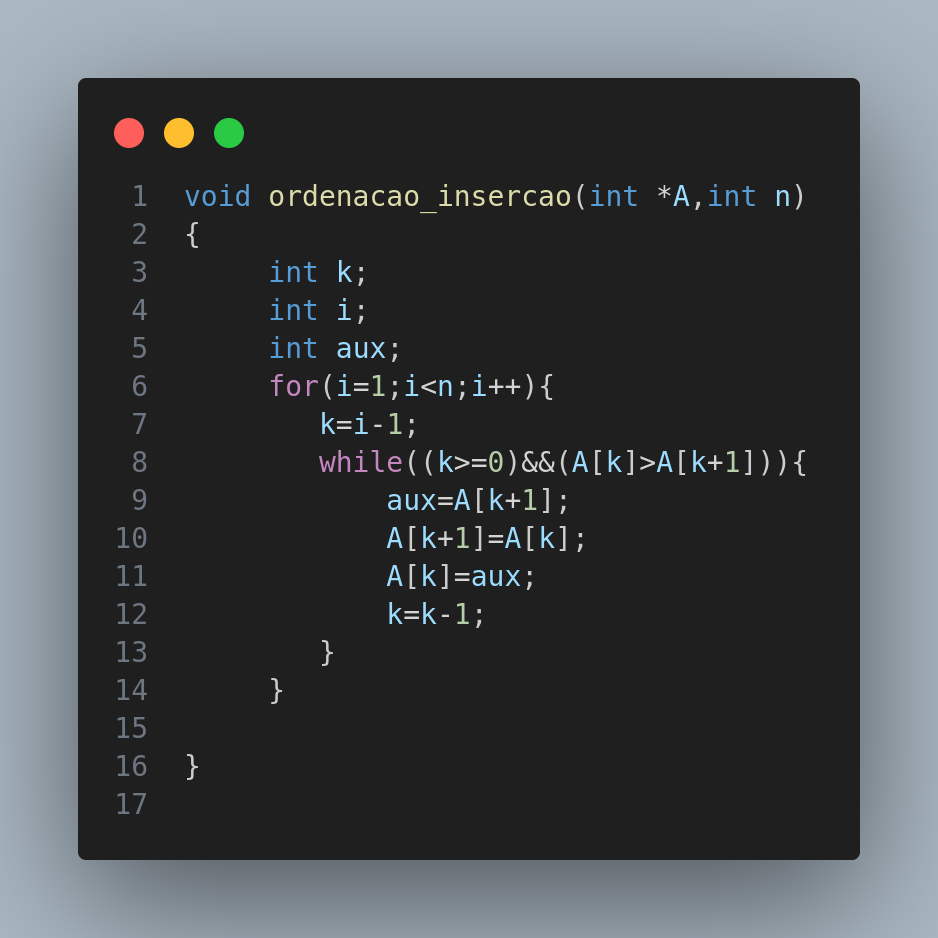 1 void ordenacao_insercao(int *A,int n)
2 {
3      int k;
4      int i;
5      int aux;
6      for(i=1;i<n;i++){
7         k=i-1;
8         while((k>=0)&&(A[k]>A[k+1])){
9             aux=A[k+1];
10             A[k+1]=A[k];
11             A[k]=aux;
12             k=k-1;
13         }
14      }
15
16 }
17